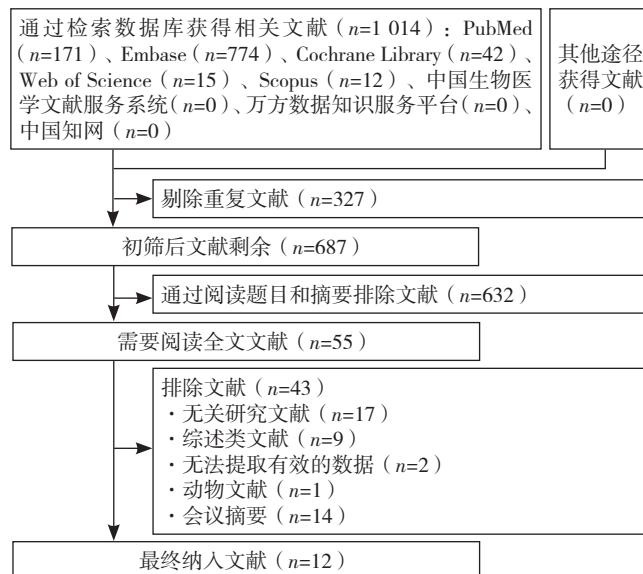 通过检索数据库获得相关文献（n=1 014）：PubMed
（n=171）、Embase（n=774）、Cochrane Library（n=42）、
Web of Science（n=15）、Scopus（n=12）、中国生物医
学文献服务系统（n=0）、万方数据知识服务平台（n=0）、
中国知网（n=0）
其他途径
获得文献
（n=0）
剔除重复文献（n=327）
初筛后文献剩余（n=687）
通过阅读题目和摘要排除文献（n=632）
需要阅读全文文献（n=55）
排除文献（n=43）
·无关研究文献（n=17）
·综述类文献（n=9）
·无法提取有效的数据（n=2）
·动物文献（n=1）
·会议摘要（n=14）
最终纳入文献（n=12）